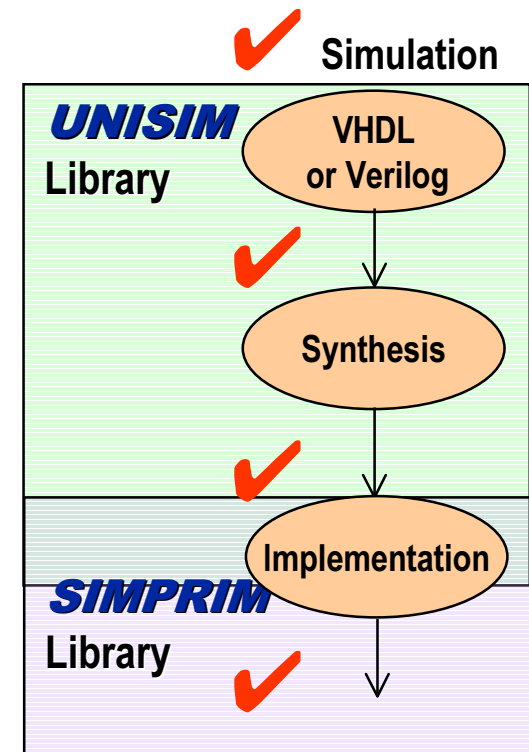 Simulation
UNISIM
Library
VHDL
or Verilog
Synthesis
Implementation
SIMPRIM
Library